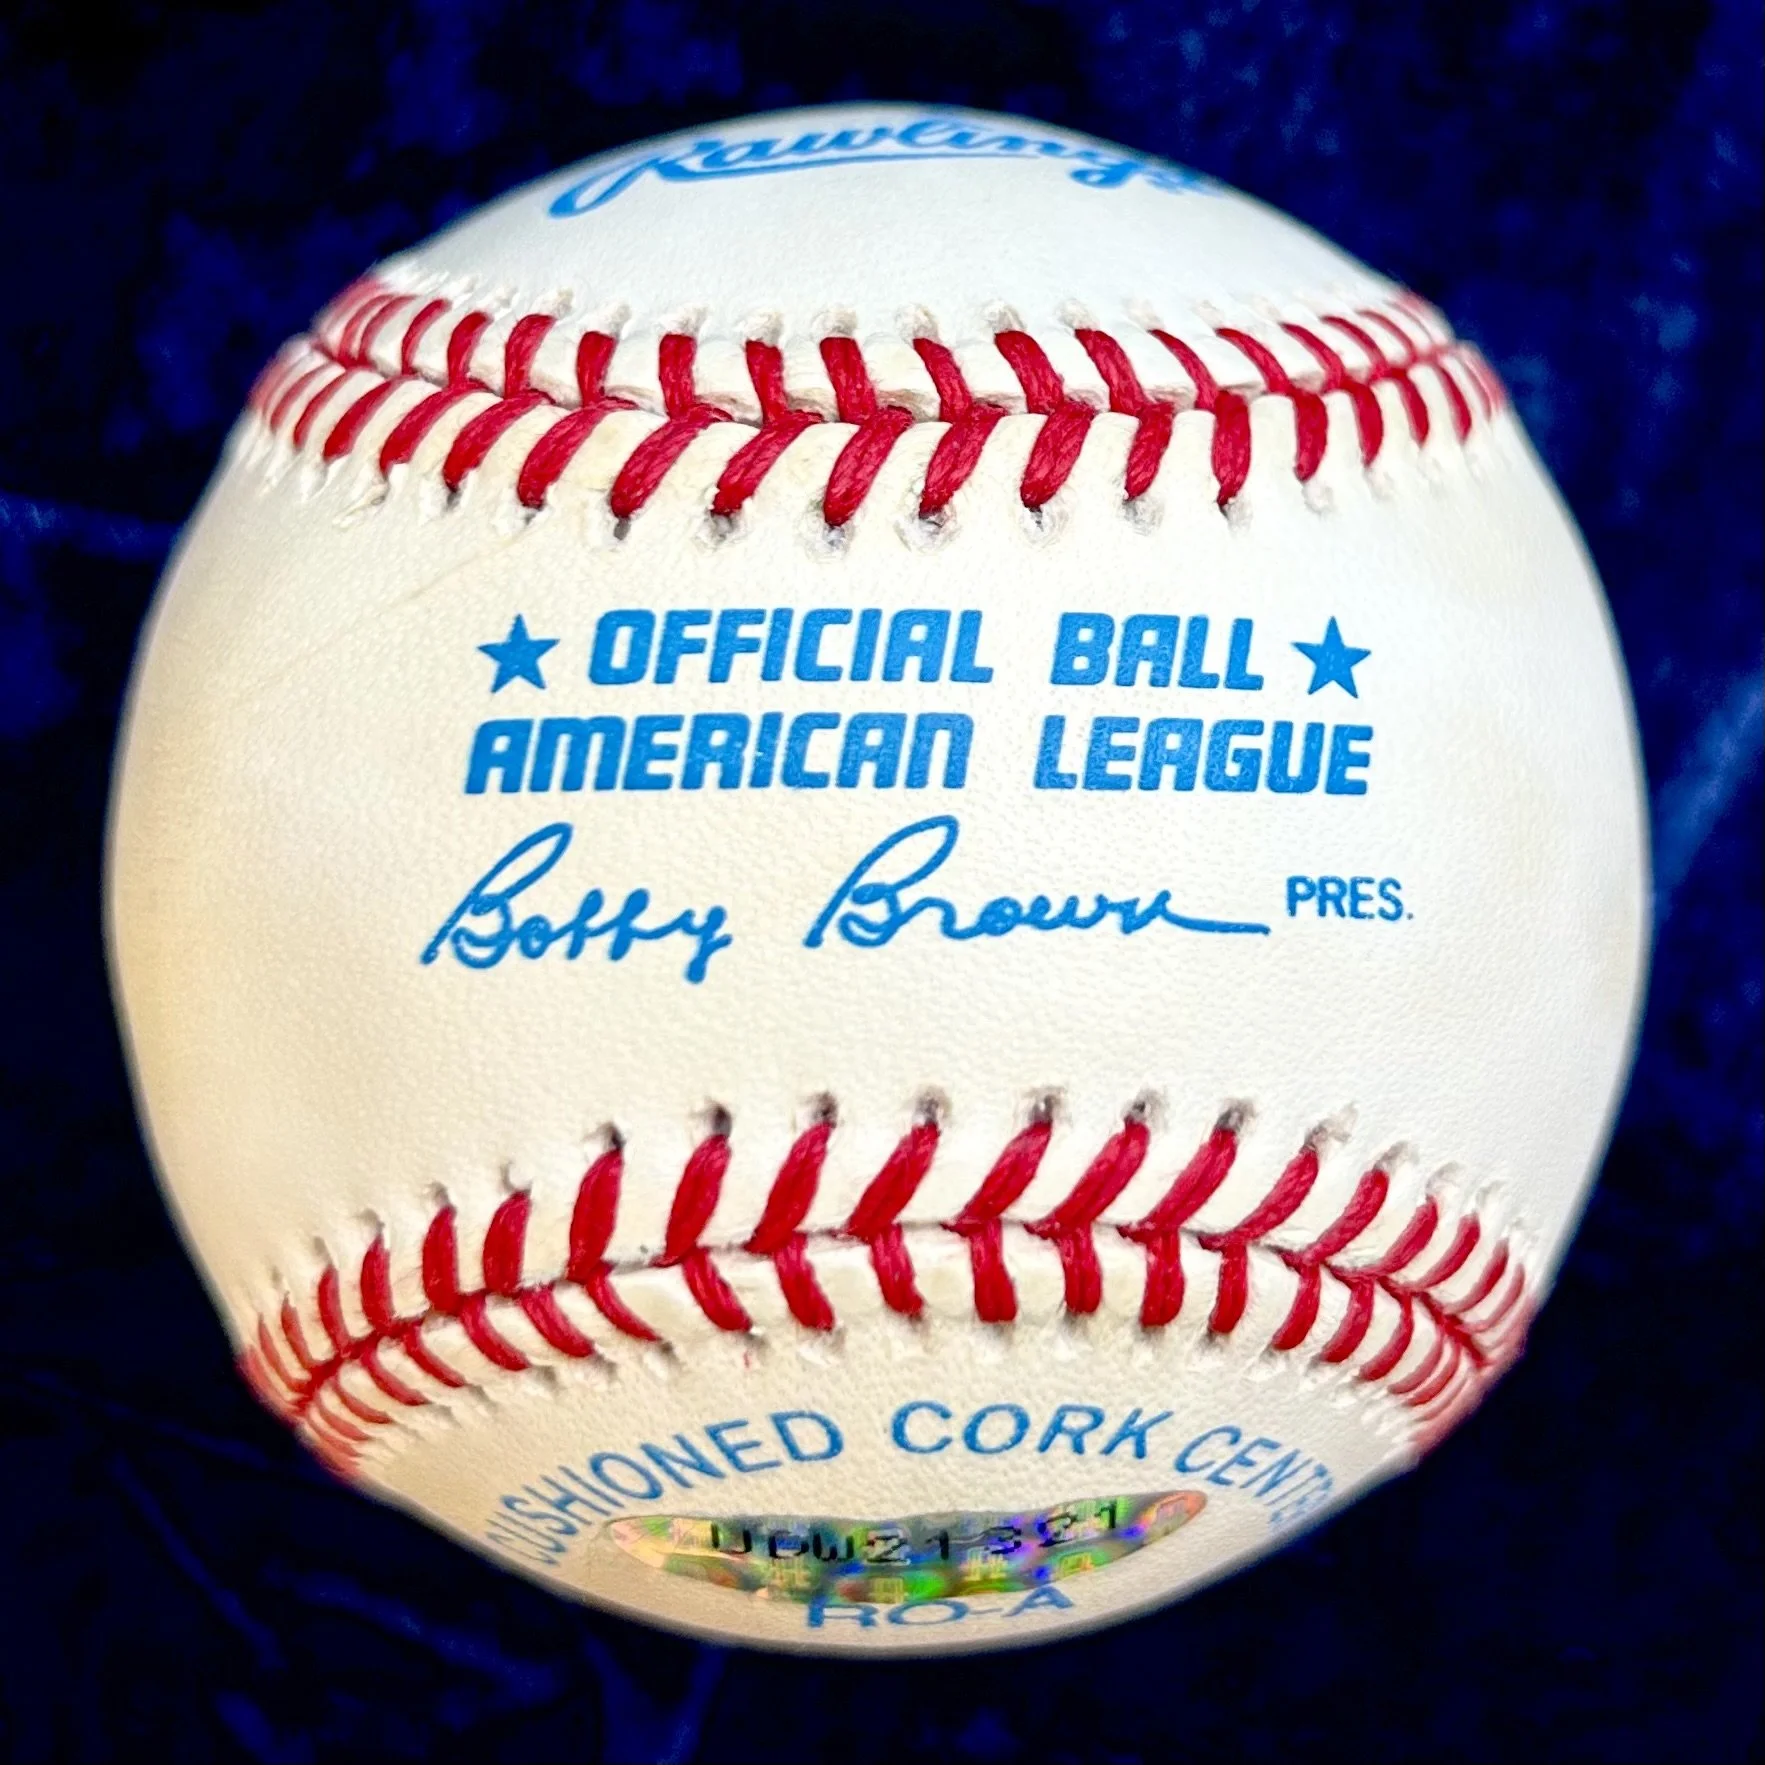 Rawlings
★ OFFICIAL BALL ★
AMERICAN LEAGUE
Bobby Brown PRES.
CUSHIONED CORK CENTER
RO-A